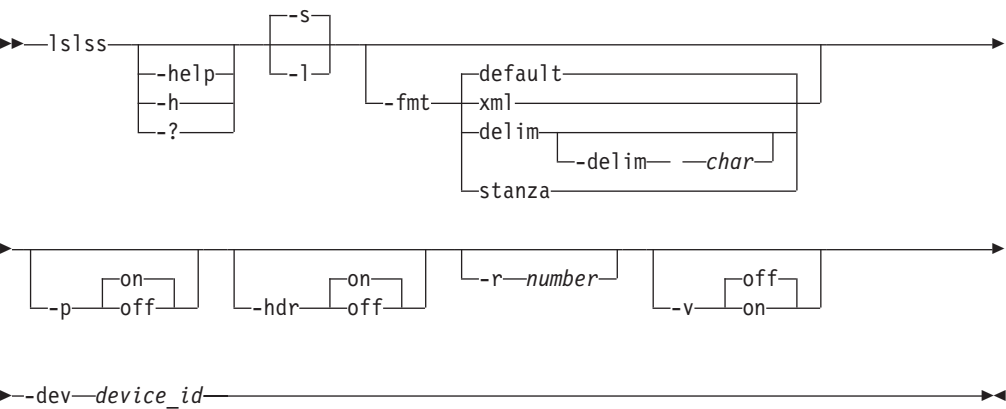 -s
lslss
-help
-l
default
-h
-fmt
xml
-?
delim
-delim char
stanza
on
on
-r number
off
-p
off
-hdr
off
-v
on
-dev device_id